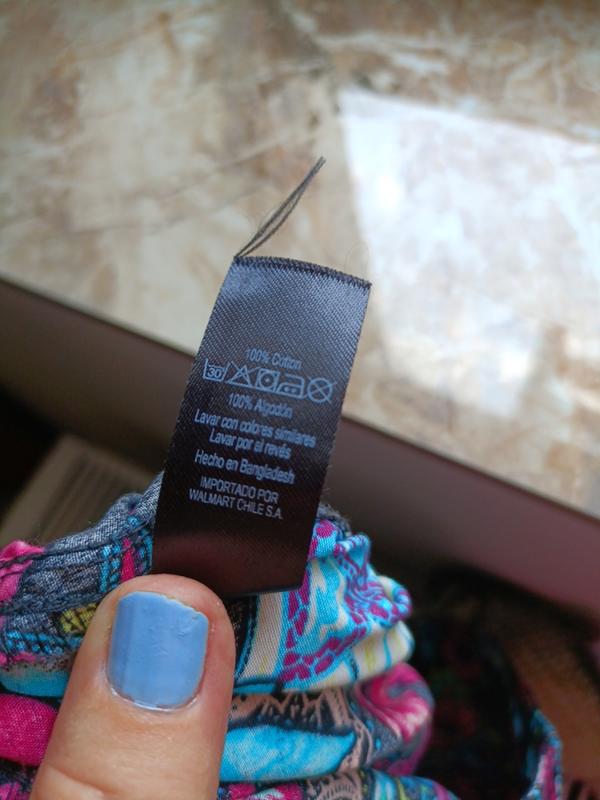 100% Cotton
30
100% Algodón
Lavar con colores similares
Lavar por el revés
Hecho en Bangladesh
IMPORTADO POR
WALMART CHILE S.A.